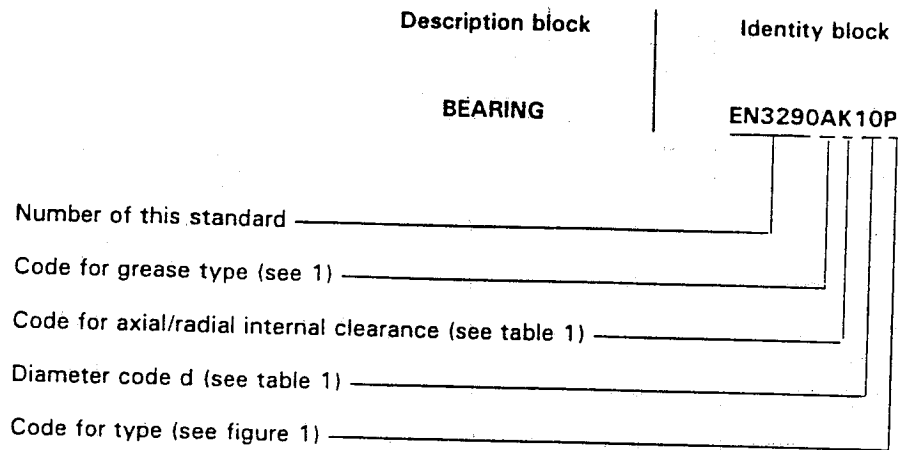 Description block
Identity block
BEARING
EN3290AK10P
Number of this standard
Code for grease type (see 1)
Code for axial/radial internal clearance (see table 1)
Diameter code d (see table 1)
Code for type (see figure 1)